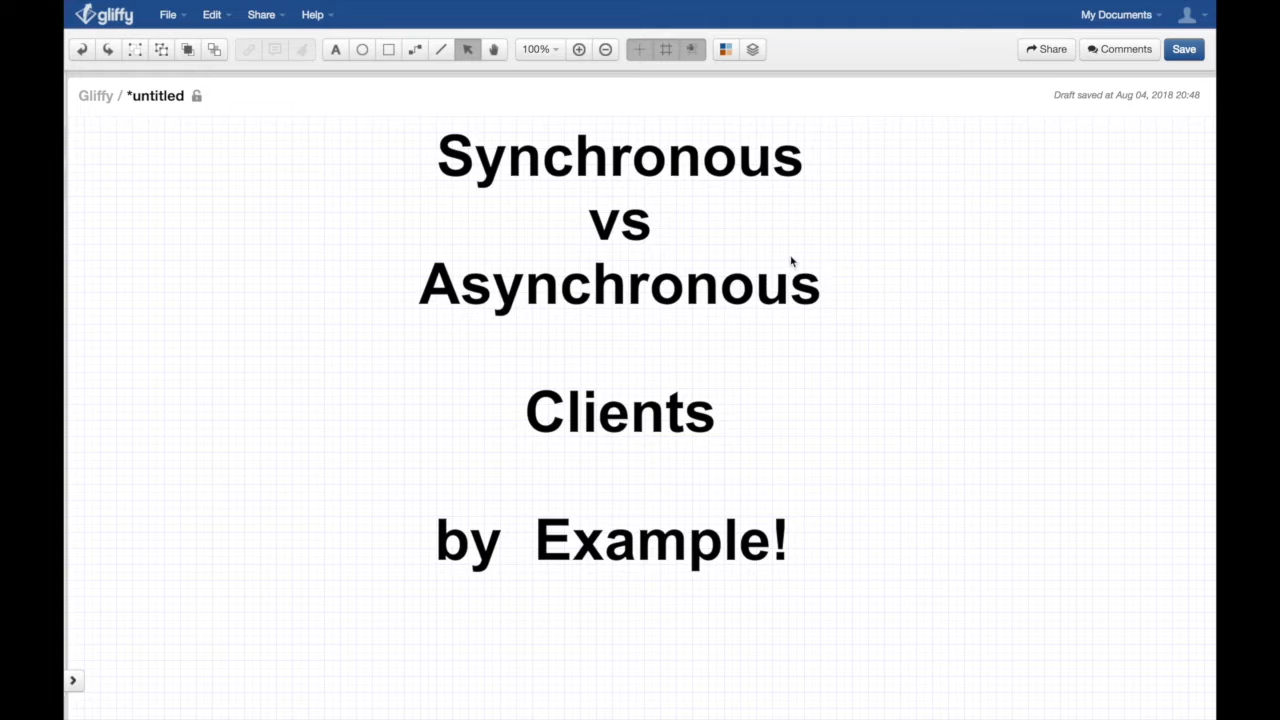 gliffy File Edit Share Help My Documents
A 100% Share Comments Save
Gliffy / *untitled Draft saved at Aug 04, 2018 20:48
Synchronous
vs
Asynchronous
Clients
by Example!